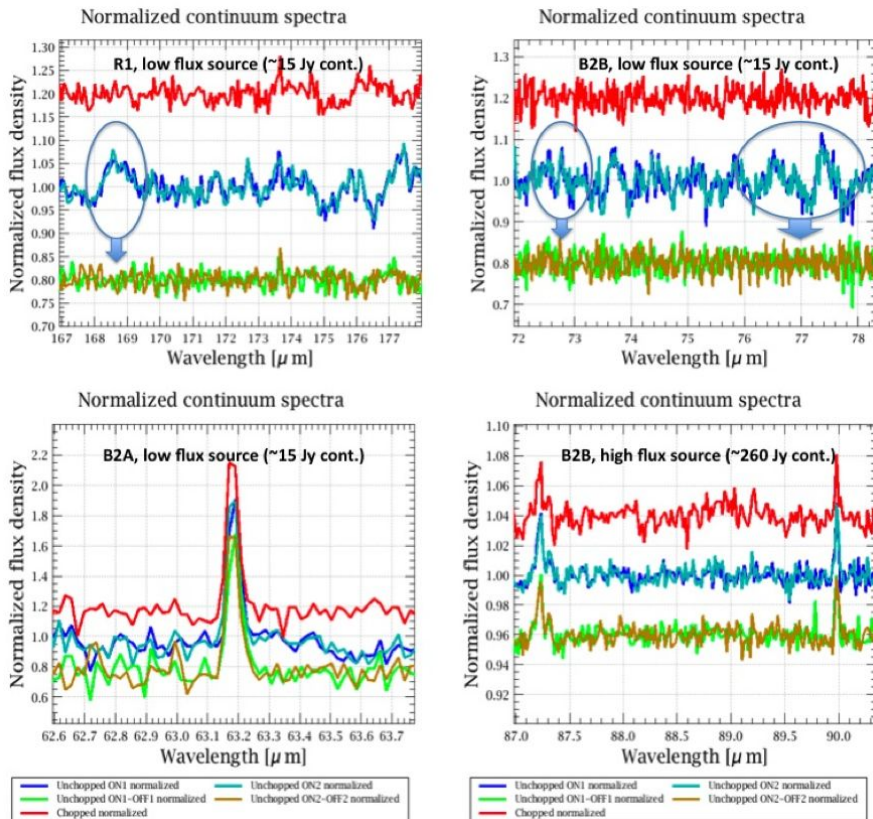 Normalized continuum spectra
Normalized continuum spectra
R1, low flux source (~15 Jy cont.)
B2B, low flux source (~15 Jy cont.)
Normalized flux density
1.30
1.25
1.20
1.15
1.10
1.05
1.00
0.95
0.90
0.85
0.80
0.75
0.70
167 168 169 170 171 172 173 174 175 176 177
Wavelength [μ m]
Normalized flux density
1.3
1.2
1.1
1.0
0.9
0.8
0.7
72 73 74 75 76 77 78
Wavelength [μ m]
Normalized continuum spectra
Normalized continuum spectra
B2A, low flux source (~15 Jy cont.)
B2B, high flux source (~260 Jy cont.)
Normalized flux density
2.2
2.0
1.8
1.6
1.4
1.2
1.0
0.8
0.6
62.6 62.7 62.8 62.9 63.0 63.1 63.2 63.3 63.4 63.5 63.6 63.7
Wavelength [μ m]
Normalized flux density
1.10
1.08
1.06
1.04
1.02
1.00
0.98
0.96
0.94
0.92
87.0 87.5 88.0 88.5 89.0 89.5 90.0
Wavelength [μ m]
Unchopped ON1 normalized Unchopped ON2 normalized
Unchopped ON1-OFF1 normalized Unchopped ON2-OFF2 normalized
Chopped normalized
Unchopped ON1 normalized Unchopped ON2 normalized
Unchopped ON1-OFF1 normalized Unchopped ON2-OFF2 normalized
Chopped normalized